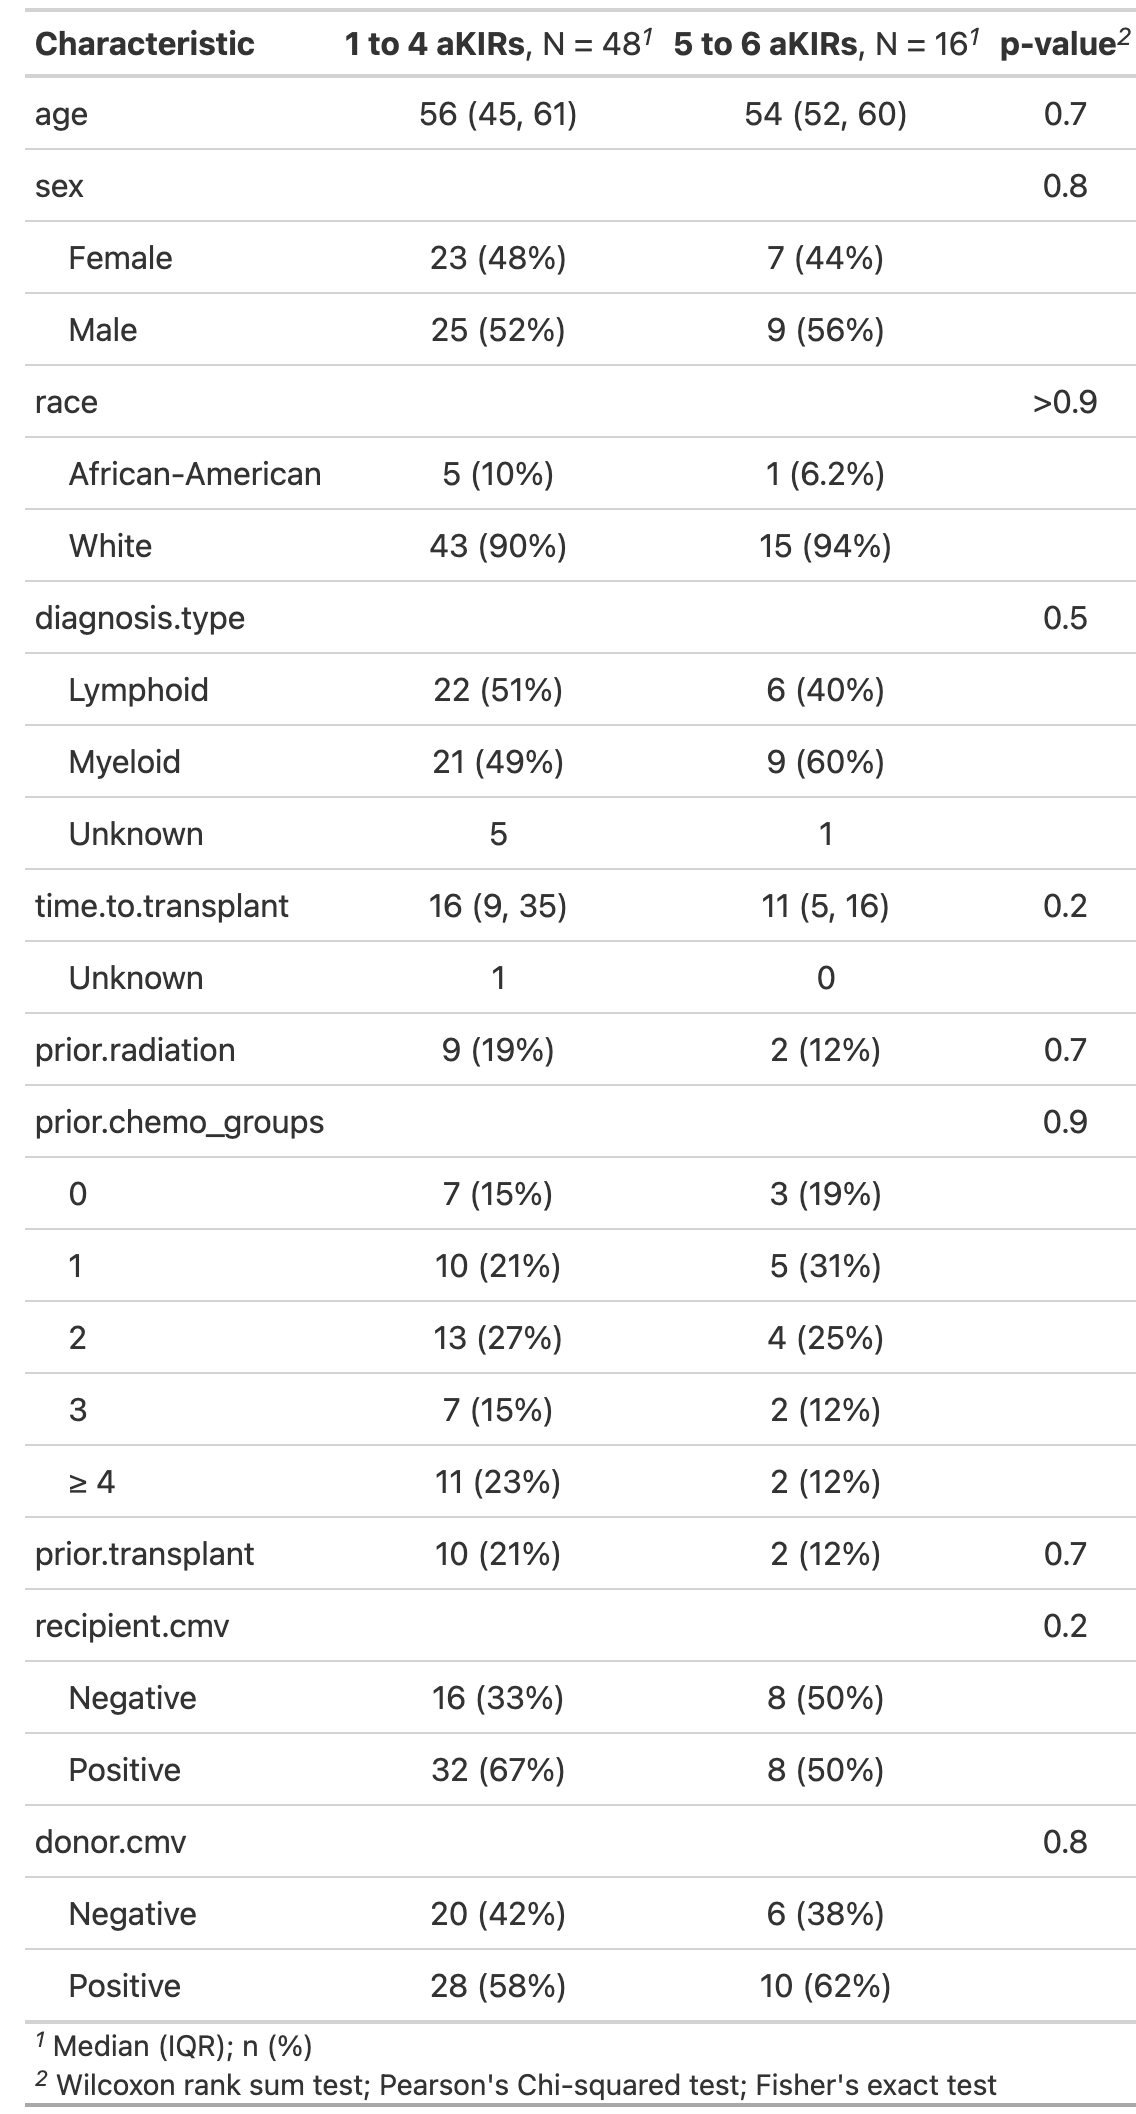 Characteristic 1 to 4 aKIRs, N = 48¹ 5 to 6 aKIRs, N = 16¹ p-value²
age 56 (45, 61) 54 (52, 60) 0.7
sex 0.8
Female 23 (48%) 7 (44%)
Male 25 (52%) 9 (56%)
race >0.9
African-American 5 (10%) 1 (6.2%)
White 43 (90%) 15 (94%)
diagnosis.type 0.5
Lymphoid 22 (51%) 6 (40%)
Myeloid 21 (49%) 9 (60%)
Unknown 5 1
time.to.transplant 16 (9, 35) 11 (5, 16) 0.2
Unknown 1 0
prior.radiation 9 (19%) 2 (12%) 0.7
prior.chemo_groups 0.9
0 7 (15%) 3 (19%)
1 10 (21%) 5 (31%)
2 13 (27%) 4 (25%)
3 7 (15%) 2 (12%)
≥ 4 11 (23%) 2 (12%)
prior.transplant 10 (21%) 2 (12%) 0.7
recipient.cmv 0.2
Negative 16 (33%) 8 (50%)
Positive 32 (67%) 8 (50%)
donor.cmv 0.8
Negative 20 (42%) 6 (38%)
Positive 28 (58%) 10 (62%)
¹ Median (IQR); n (%)
² Wilcoxon rank sum test; Pearson's Chi-squared test; Fisher's exact test